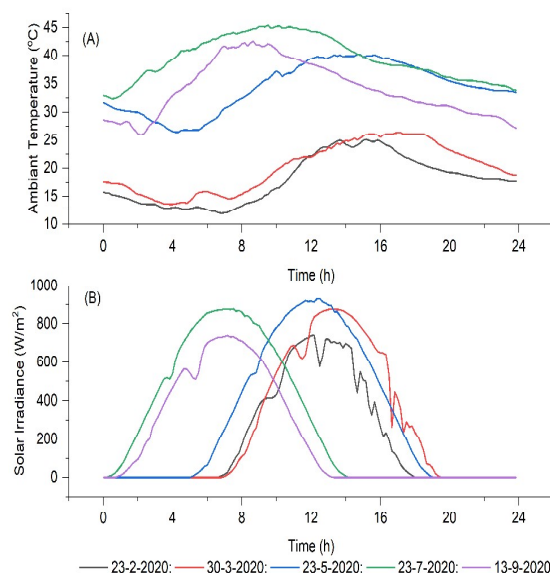 (A)
Ambiant Temperature (°C)
45
40
35
30
25
20
15
10
0 4 8 12 16 20 24
Time (h)
(B)
Solar Irradiance (W/m²)
1000
800
600
400
200
0
0 4 8 12 16 20 24
Time (h)
23-2-2020: 30-3-2020: 23-5-2020: 23-7-2020: 13-9-2020